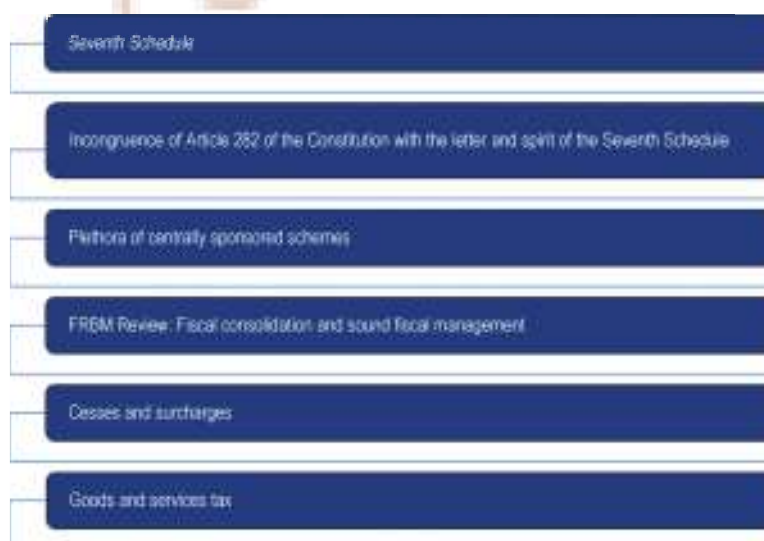 Seventh Schedule
Incongruence of Article 282 of the Constitution with the letter and spirit of the Seventh Schedule
Plethora of centrally sponsored schemes
FRBM Review: Fiscal consolidation and sound fiscal management
Cesses and surcharges
Goods and services tax